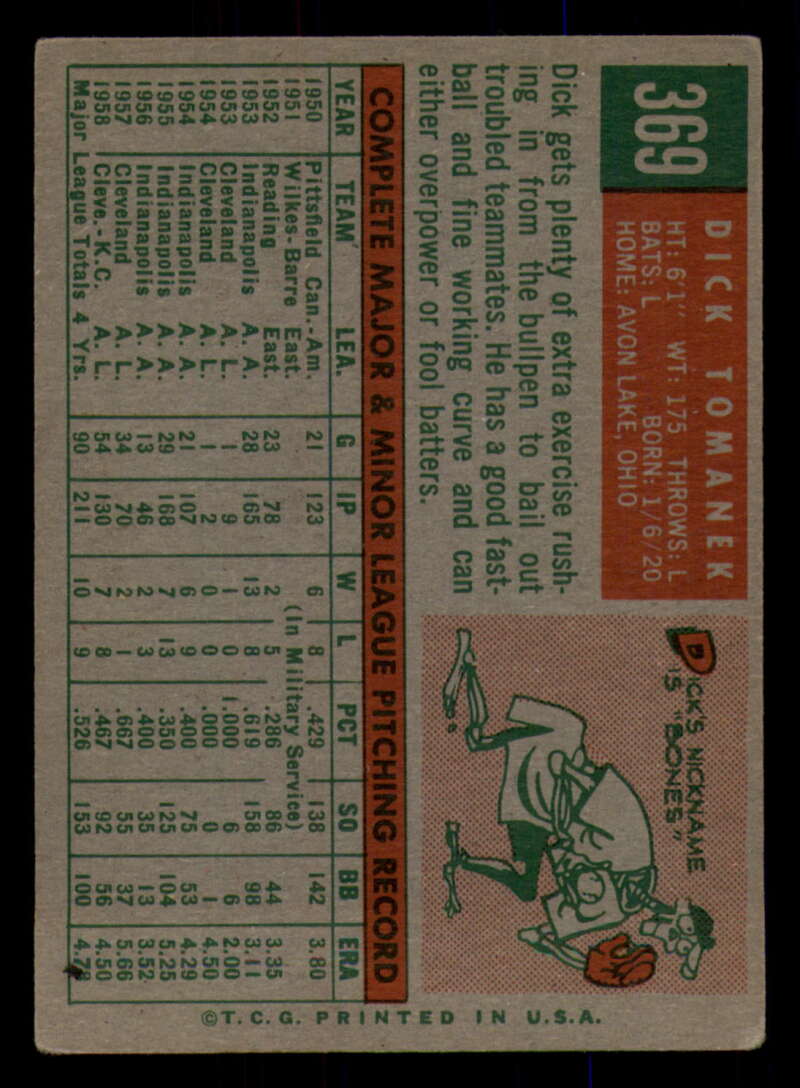 369
DICK TOMANEK
HT: 6'1" WT: 175 THROWS: L
BATS: L BORN: 1/6/20
HOME: AVON LAKE, OHIO
Dick gets plenty of extra exercise rush-
ing in from the bullpen to bail out
troubled teammates. He has a good fast-
ball and fine working curve and can
either overpower or fool batters.
DICK'S NICKNAME
IS "BONES"
COMPLETE MAJOR & MINOR LEAGUE PITCHING RECORD
YEAR TEAM LEA. G IP W L PCT SO BB ERA
1950 Pittsfield Can.-Am. 21 123 6 8 .429 138 142 3.80
1951 Wilkes-Barre East. (In Military Service)
1952 Reading East. 23 78 2 5 .286 86 44 3.35
1953 Indianapolis A. A. 28 165 13 8 .619 158 98 3.11
1953 Cleveland A. L. 1 9 1 0 1.000 6 6 2.00
1954 Cleveland A. L. 1 2 0 0 .000 0 1 4.50
1954 Indianapolis A. A. 21 107 6 9 .400 75 53 4.29
1955 Indianapolis A. A. 29 168 7 13 .350 125 104 5.25
1956 Indianapolis A. A. 13 46 2 3 .400 35 13 3.52
1957 Cleveland A. L. 34 70 2 1 .667 55 37 5.66
1958 Cleve.-K.C. A. L. 54 130 7 8 .467 92 56 4.50
Major League Totals 4 Yrs. 90 211 10 9 .526 153 100 4.78
©T.C.G. PRINTED IN U.S.A.